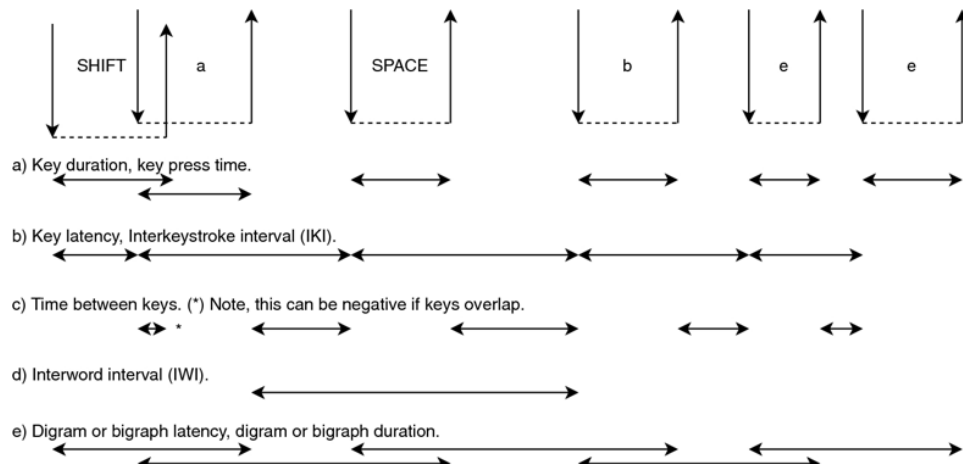 SHIFT a SPACE b e e
a) Key duration, key press time.
b) Key latency, Interkeystroke interval (IKI).
c) Time between keys. (*) Note, this can be negative if keys overlap.
*
d) Interword interval (IWI).
e) Digram or bigraph latency, digram or bigraph duration.